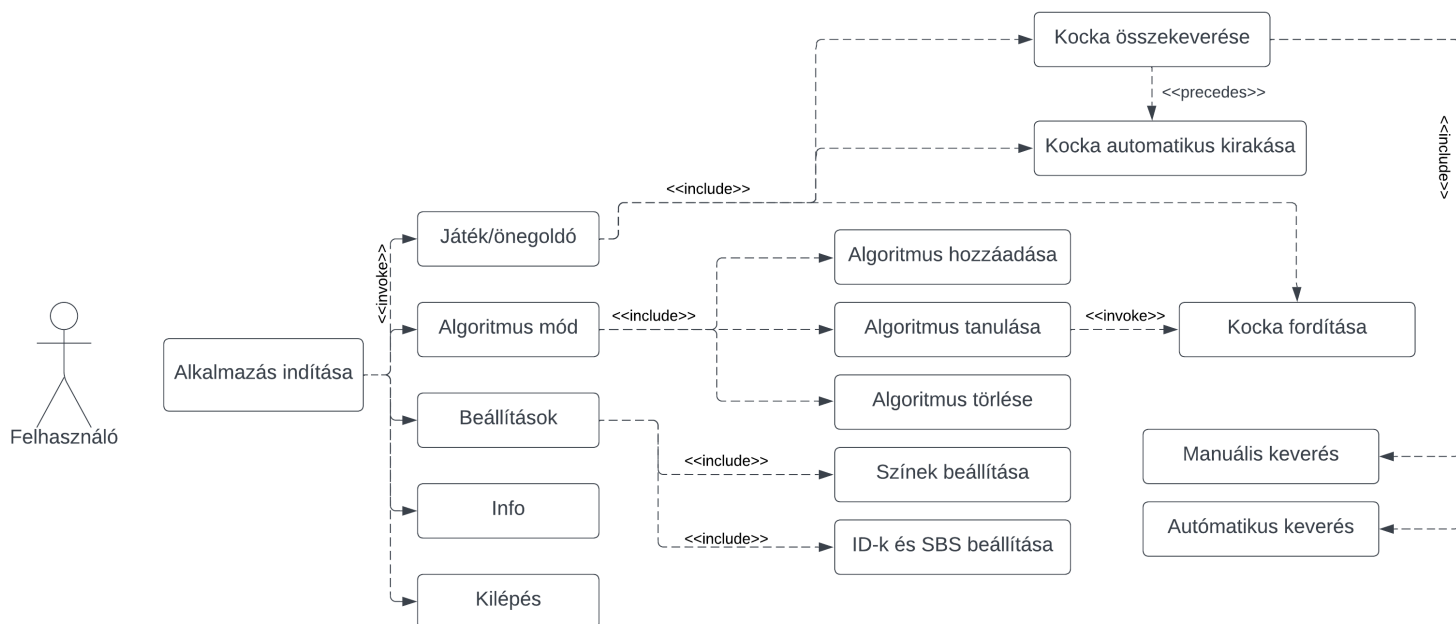 Kocka összekeverése
<<precedes>>
Kocka automatikus kirakása
<<include>>
<<include>>
Játék/önegoldó
<<invoke>>
Algoritmus hozzáadása
Algoritmus mód
<<include>>
Algoritmus tanulása
<<invoke>>
Kocka fordítása
Alkalmazás indítása
Algoritmus törlése
Beállítások
Felhasználó
<<include>>
Színek beállítása
Manuális keverés
Info
<<include>>
ID-k és SBS beállítása
Autómatikus keverés
Kilépés